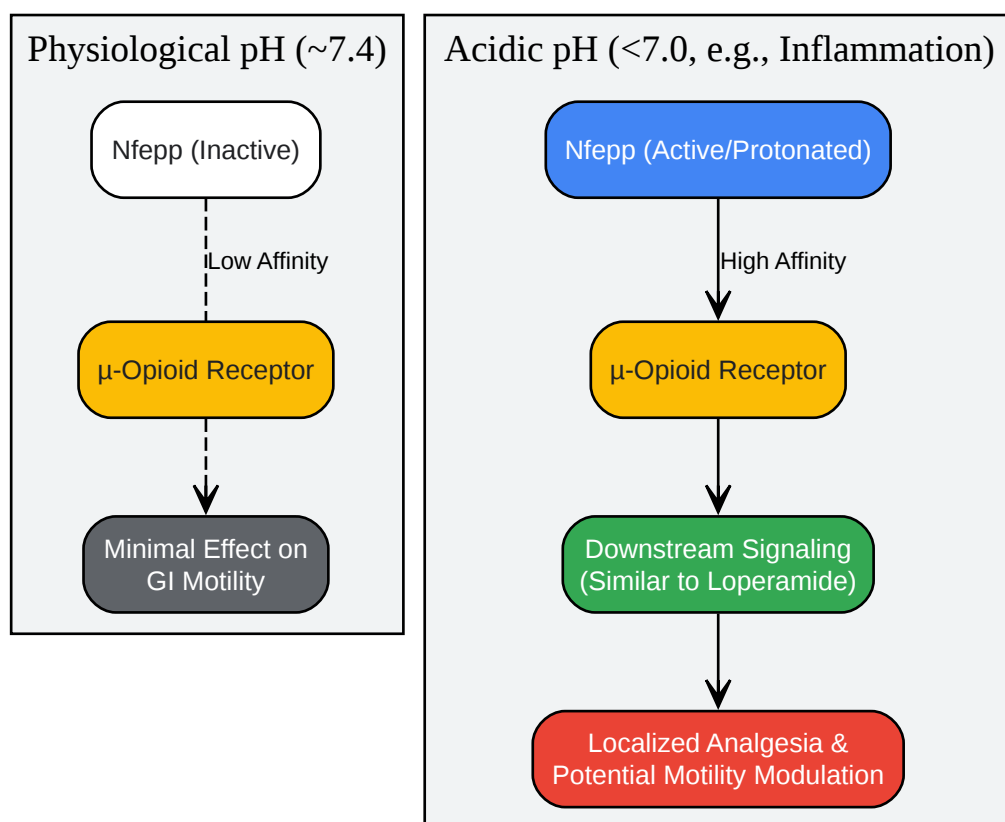 Physiological pH (~7.4)
Nfepp (Inactive)
Low Affinity
µ-Opioid Receptor
Minimal Effect on
GI Motility
Acidic pH (<7.0, e.g., Inflammation)
Nfepp (Active/Protonated)
High Affinity
µ-Opioid Receptor
Downstream Signaling
(Similar to Loperamide)
Localized Analgesia &
Potential Motility Modulation